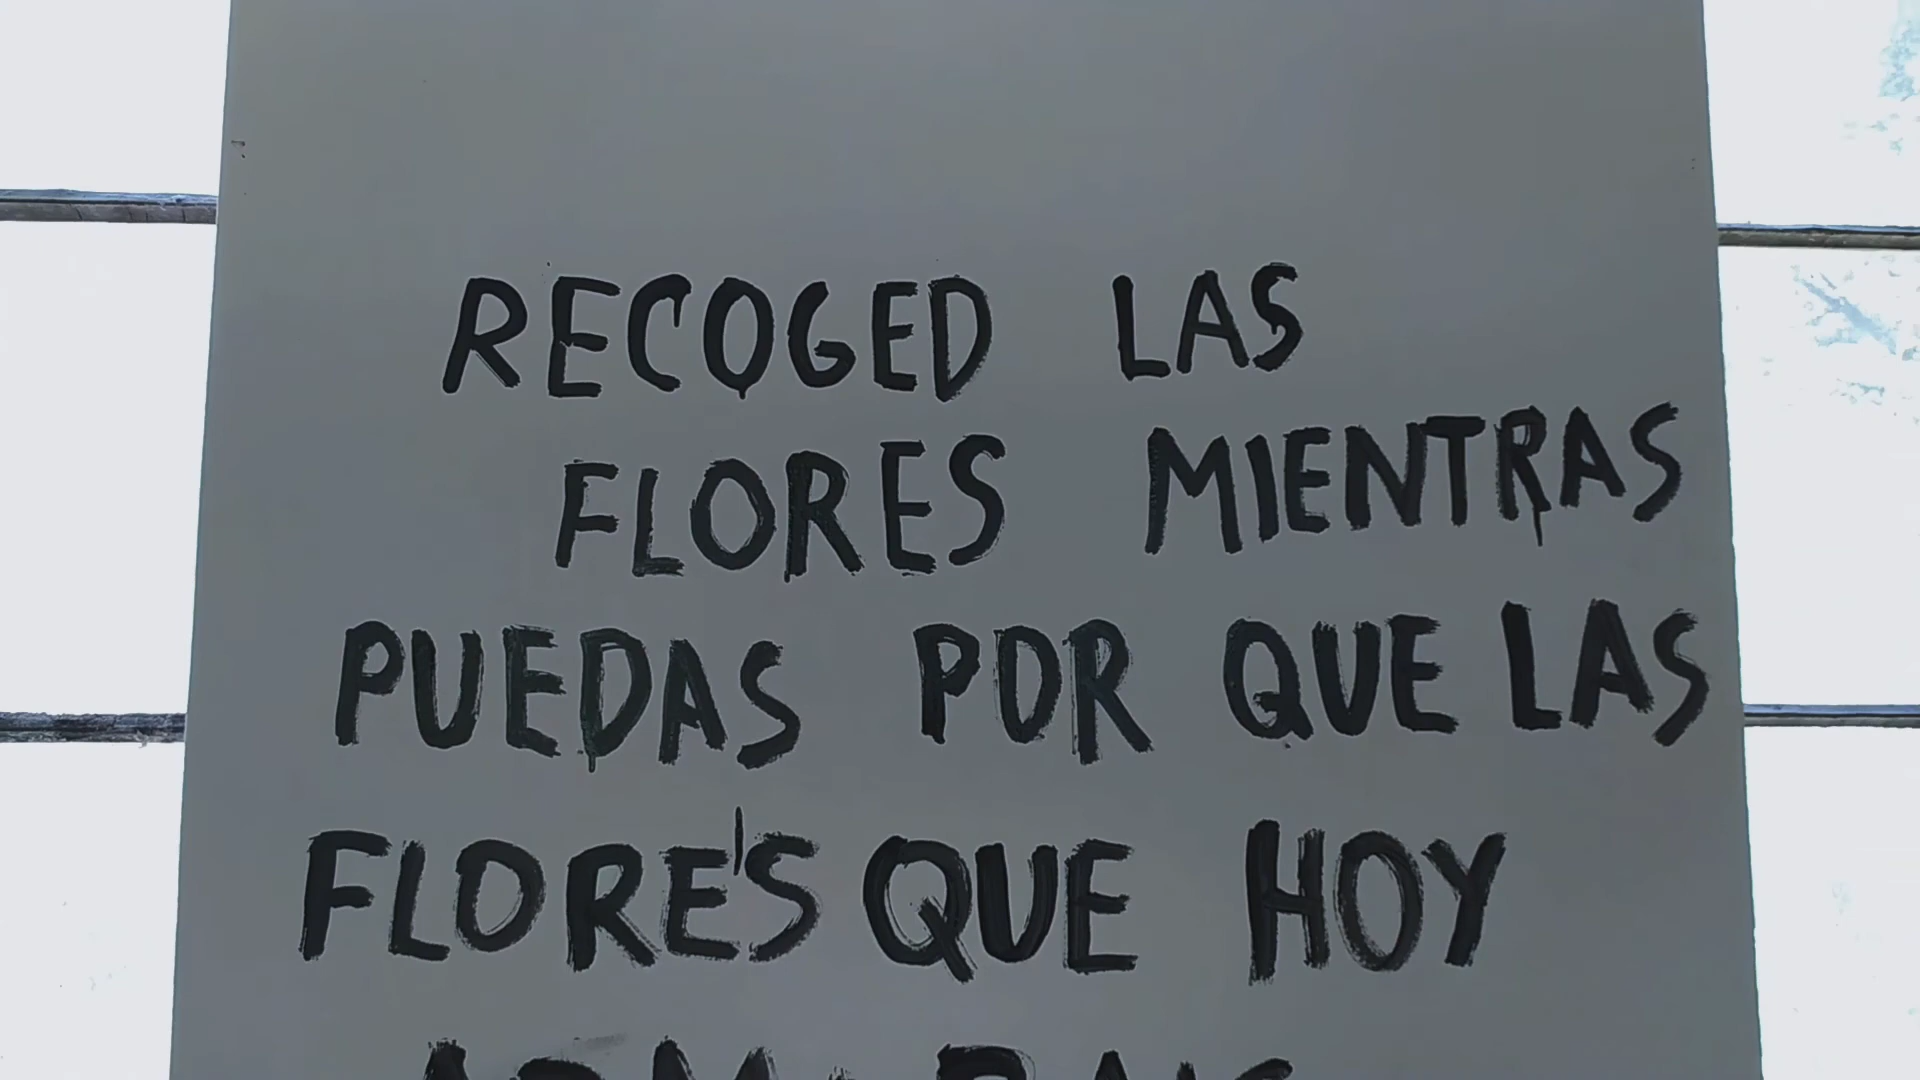 RECOGED LAS
FLORES MIENTRAS
PUEDAS POR QUE LAS
FLORE'S QUE HOY